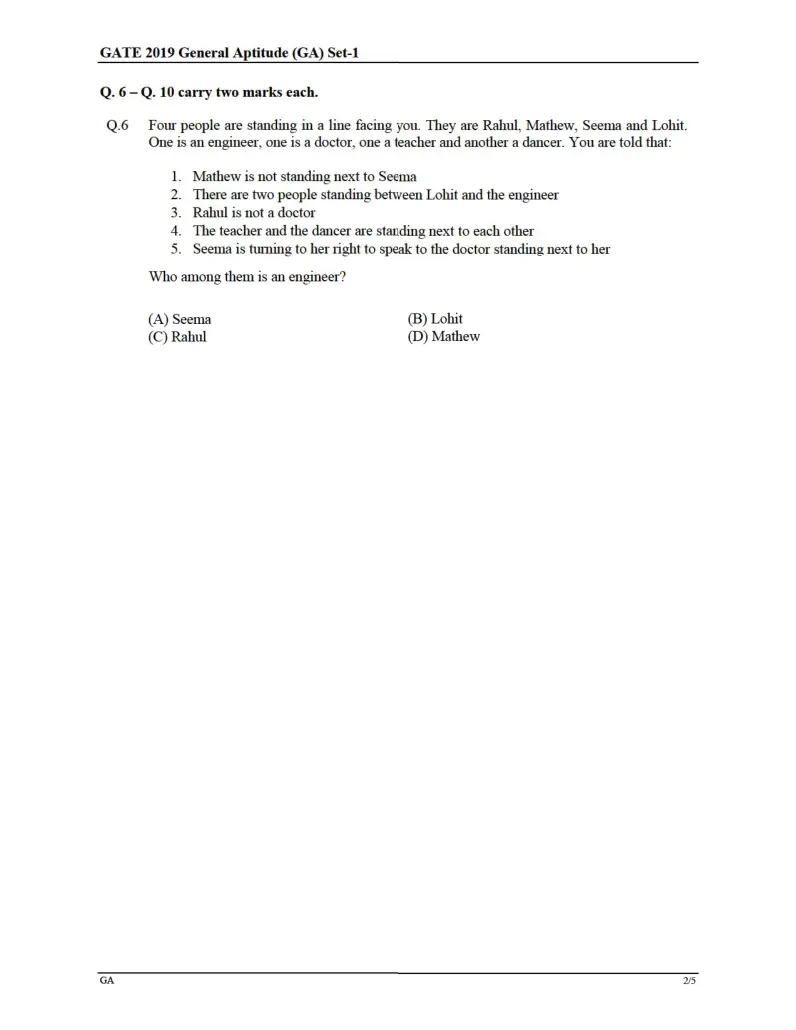 GATE 2019 General Aptitude (GA) Set-1
Q. 6 – Q. 10 carry two marks each.
Q.6 Four people are standing in a line facing you. They are Rahul, Mathew, Seema and Lohit.
One is an engineer, one is a doctor, one a teacher and another a dancer. You are told that:
1. Mathew is not standing next to Seema
2. There are two people standing between Lohit and the engineer
3. Rahul is not a doctor
4. The teacher and the dancer are standing next to each other
5. Seema is turning to her right to speak to the doctor standing next to her
Who among them is an engineer?
(A) Seema (B) Lohit
(C) Rahul (D) Mathew
GA 2/5